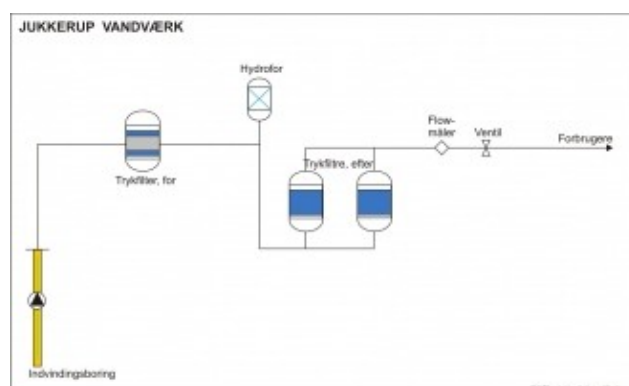 JUKKERUP VANDVÆRK
Hydrofor
Flow-
måler
Ventil
Forbrugere
Trykfilter, for
Trykfiltre, efter
Indvindingsboring